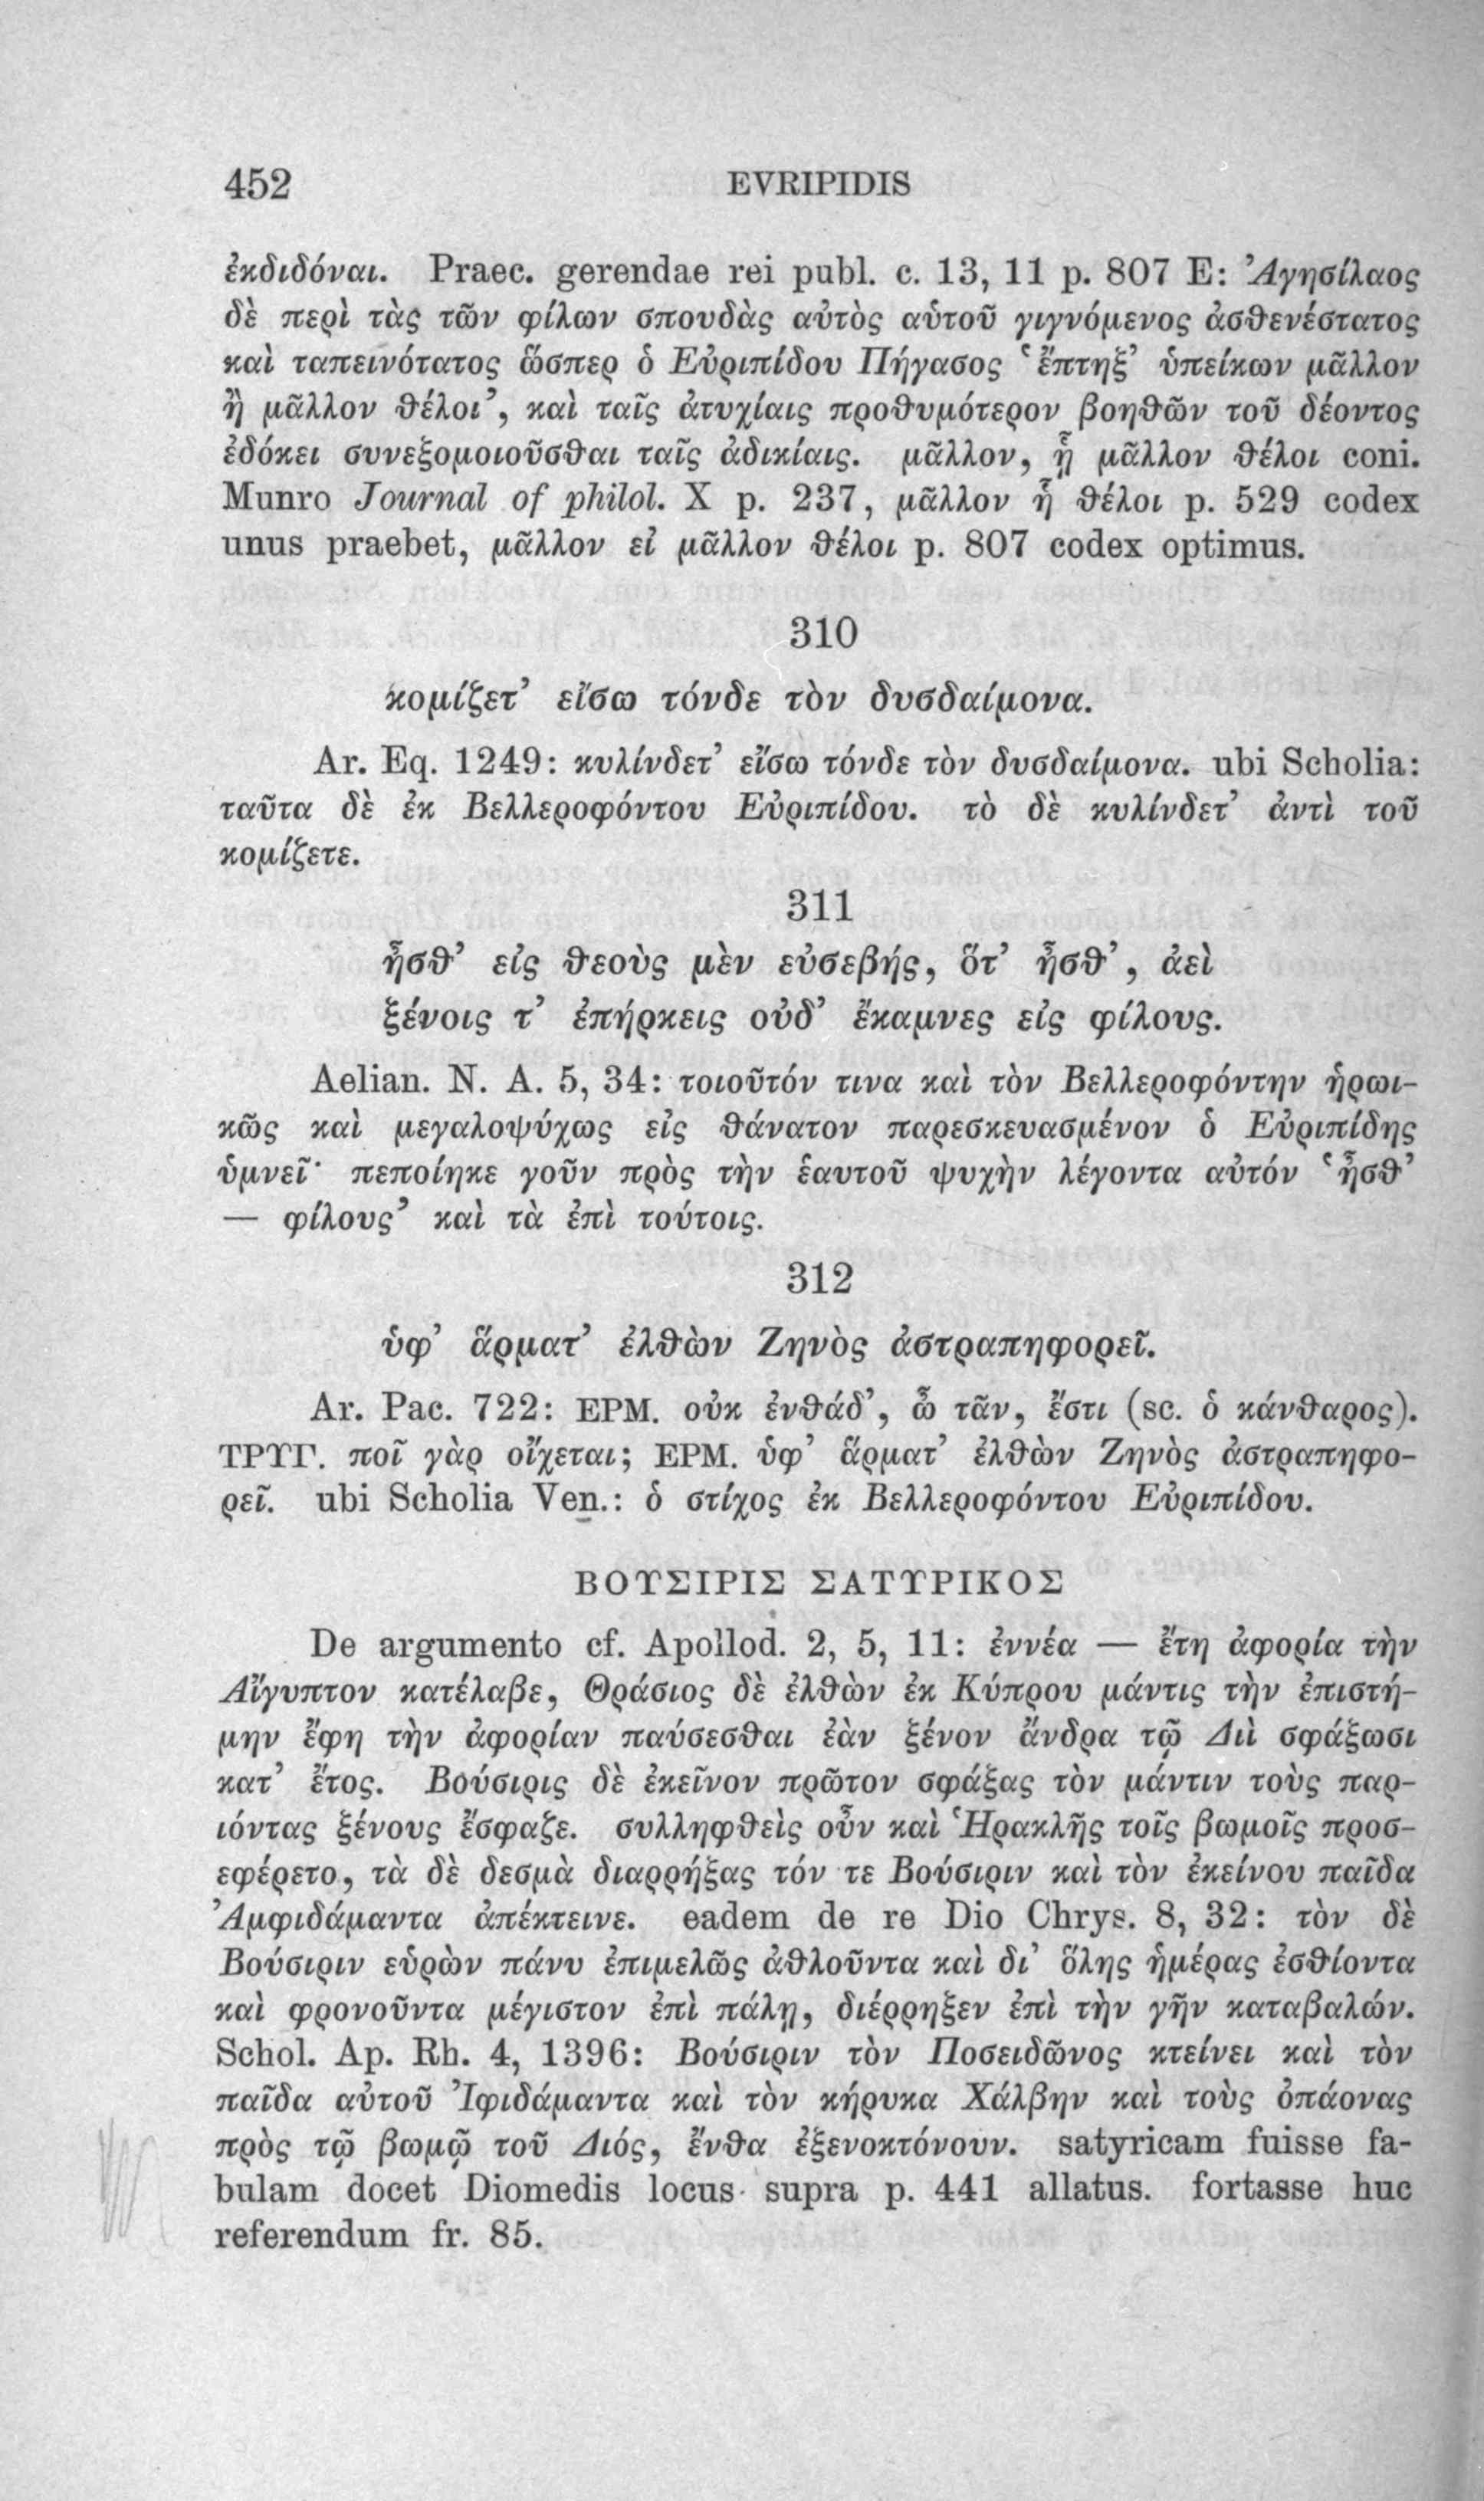 452 EVRIPIDIS
ἐκδιδόναι. Praec. gerendae rei publ. c. 13, 11 p. 807 E: Ἀγησίλαος
δὲ περὶ τὰς τῶν φίλων σπουδὰς αὐτὸς αὑτοῦ γιγνόμενος ἀσθενέστατος
καὶ ταπεινότατος ὥσπερ ὁ Εὐριπίδου Πήγασος ‘ἔπτηξ’ ὑπείκων μᾶλλον
ἢ μᾶλλον θέλοι’, καὶ ταῖς ἀτυχίαις προθυμότερον βοηθῶν τοῦ δέοντος
ἐδόκει συνεξομοιοῦσθαι ταῖς ἀδικίαις. μᾶλλον, ᾗ μᾶλλον θέλοι coni.
Munro Journal of philol. X p. 237, μᾶλλον ᾗ θέλοι p. 529 codex
unus praebet, μᾶλλον εἰ μᾶλλον θέλοι p. 807 codex optimus.
310
κομίζετ’ εἴσω τόνδε τὸν δυσδαίμονα.
Ar. Eq. 1249: κυλίνδετ’ εἴσω τόνδε τὸν δυσδαίμονα. ubi Scholia:
ταῦτα δὲ ἐκ Βελλεροφόντου Εὐριπίδου. τὸ δὲ κυλίνδετ’ ἀντὶ τοῦ
κομίζετε.
311
ἦσθ’ εἰς θεοὺς μὲν εὐσεβής, ὅτ’ ἦσθ’, ἀεὶ
ξένοις τ’ ἐπήρκεις οὐδ’ ἔκαμνες εἰς φίλους.
Aelian. N. A. 5, 34: τοιοῦτόν τινα καὶ τὸν Βελλεροφόντην ἡρωι-
κῶς καὶ μεγαλοψύχως εἰς θάνατον παρεσκευασμένον ὁ Εὐριπίδης
ὑμνεῖ· πεποίηκε γοῦν πρὸς τὴν ἑαυτοῦ ψυχὴν λέγοντα αὐτόν ‘ἦσθ’
— φίλους’ καὶ τὰ ἐπὶ τούτοις.
312
ὑφ’ ἅρματ’ ἐλθὼν Ζηνὸς ἀστραπηφορεῖ.
Ar. Pac. 722: ΕΡΜ. οὐκ ἐνθάδ’, ὦ τᾶν, ἔστι (sc. ὁ κάνθαρος).
ΤΡΥΓ. ποῖ γὰρ οἴχεται; ΕΡΜ. ὑφ’ ἅρματ’ ἐλθὼν Ζηνὸς ἀστραπηφο-
ρεῖ. ubi Scholia Ven.: ὁ στίχος ἐκ Βελλεροφόντου Εὐριπίδου.
ΒΟΥΣΙΡΙΣ ΣΑΤΥΡΙΚΟΣ
De argumento cf. Apollod. 2, 5, 11: ἐννέα — ἔτη ἀφορία τὴν
Αἴγυπτον κατέλαβε, Θράσιος δὲ ἐλθὼν ἐκ Κύπρου μάντις τὴν ἐπιστή-
μην ἔφη τὴν ἀφορίαν παύσεσθαι ἐὰν ξένον ἄνδρα τῷ Διὶ σφάξωσι
κατ’ ἔτος. Βούσιρις δὲ ἐκεῖνον πρῶτον σφάξας τὸν μάντιν τοὺς παρ-
ιόντας ξένους ἔσφαζε. συλληφθεὶς οὖν καὶ Ἡρακλῆς τοῖς βωμοῖς προσ-
εφέρετο, τὰ δὲ δεσμὰ διαρρήξας τόν τε Βούσιριν καὶ τὸν ἐκείνου παῖδα
Ἀμφιδάμαντα ἀπέκτεινε. eadem de re Dio Chrys. 8, 32: τὸν δὲ
Βούσιριν εὑρὼν πάνυ ἐπιμελῶς ἀθλοῦντα καὶ δι’ ὅλης ἡμέρας ἐσθίοντα
καὶ φρονοῦντα μέγιστον ἐπὶ πάλῃ, διέρρηξεν ἐπὶ τὴν γῆν καταβαλών.
Schol. Ap. Rh. 4, 1396: Βούσιριν τὸν Ποσειδῶνος κτείνει καὶ τὸν
παῖδα αὐτοῦ Ἰφιδάμαντα καὶ τὸν κήρυκα Χάλβην καὶ τοὺς ὀπάονας
πρὸς τῷ βωμῷ τοῦ Διός, ἔνθα ἐξενοκτόνουν. satyricam fuisse fa-
bulam docet Diomedis locus supra p. 441 allatus. fortasse huc
referendum fr. 85.